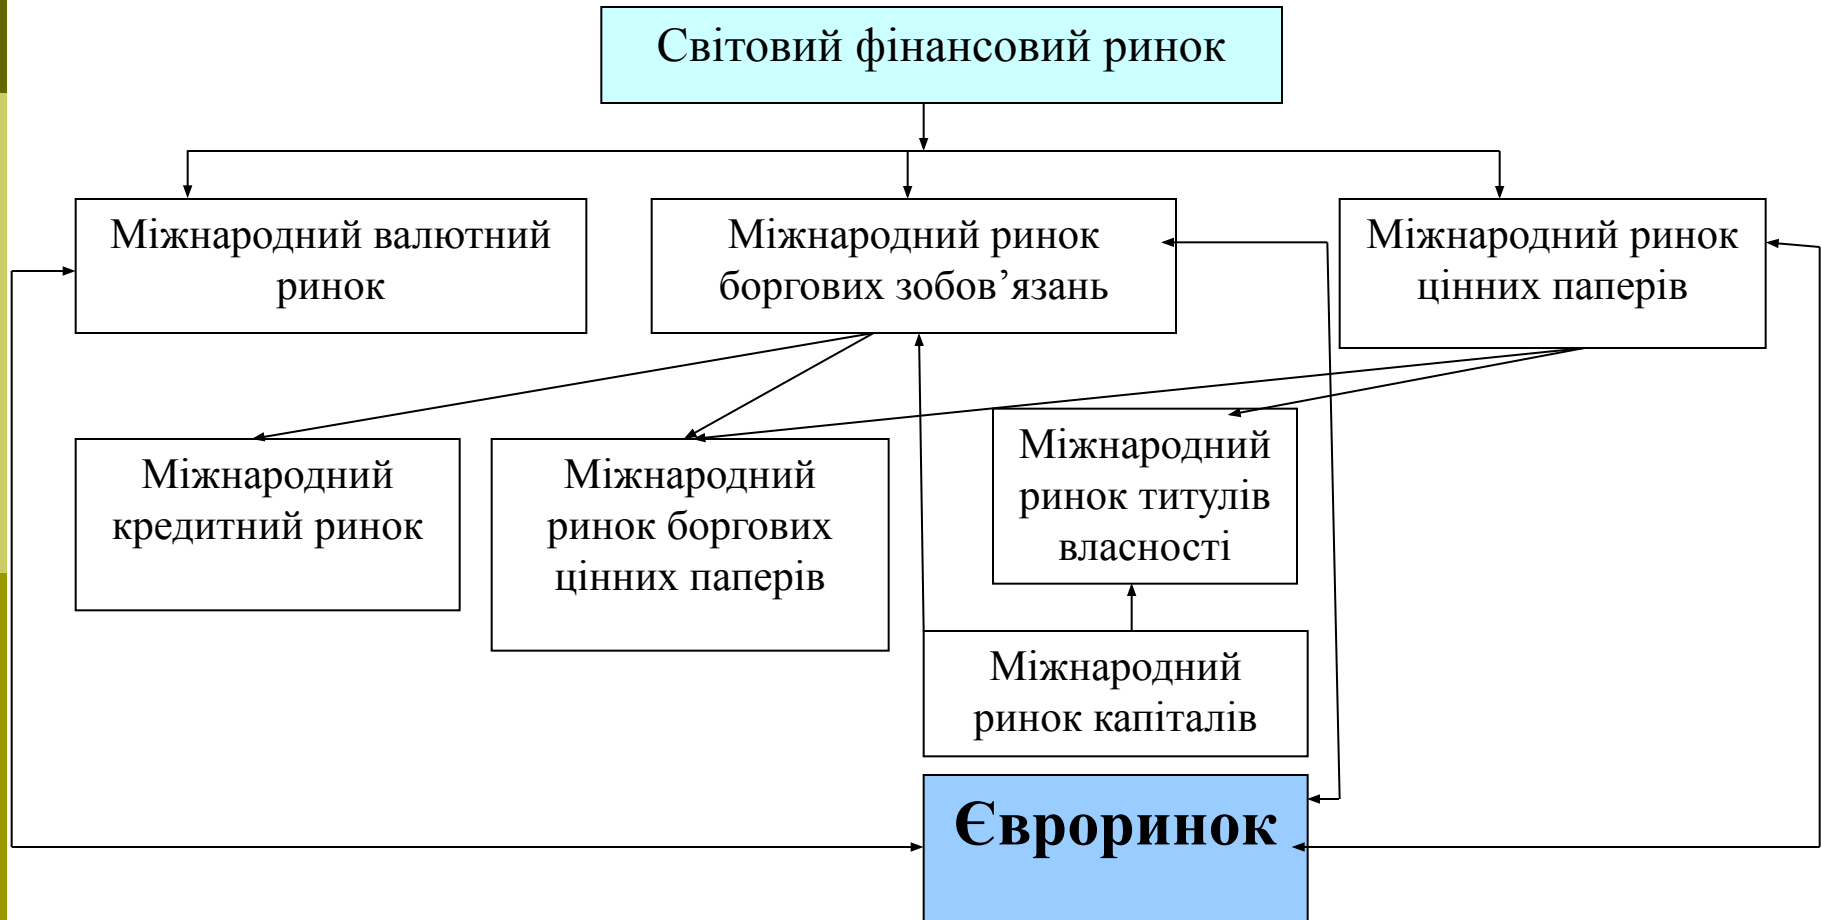 Світовий фінансовий ринок
Міжнародний валютний
ринок
Міжнародний ринок
боргових зобов’язань
Міжнародний ринок
цінних паперів
Міжнародний
кредитний ринок
Міжнародний
ринок боргових
цінних паперів
Міжнародний
ринок титулів
власності
Міжнародний
ринок капіталів
Євроринок